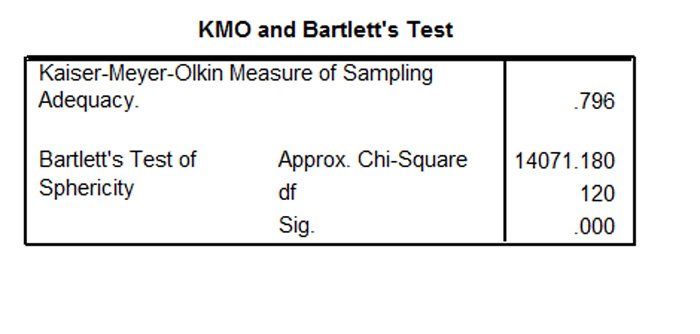 KMO and Bartlett's Test
Kaiser-Meyer-Olkin Measure of Sampling
Adequacy. .796
Bartlett's Test of Approx. Chi-Square 14071.180
Sphericity df 120
Sig. .000